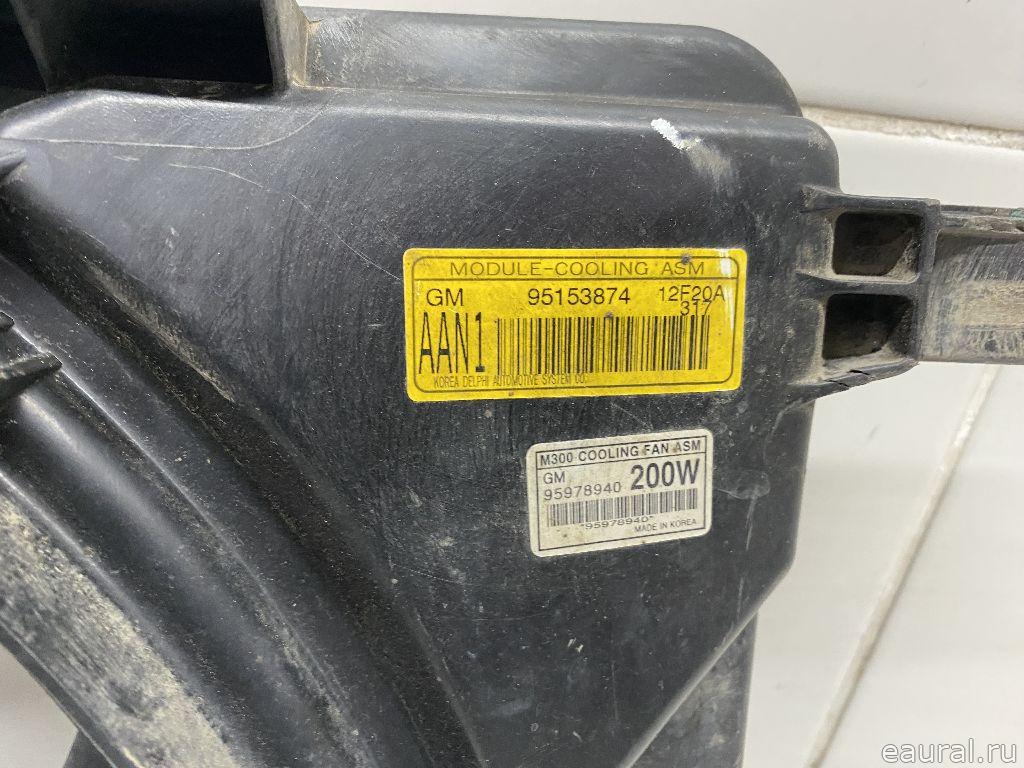 MODULE-COOLING ASM
GM 95153874 12F20A
317
AAN1
KOREA DELPHI AUTOMOTIVE SYSTEM CO.
M300 COOLING FAN ASM
GM
95978940 200W
*95978940*
MADE IN KOREA
eaural.ru